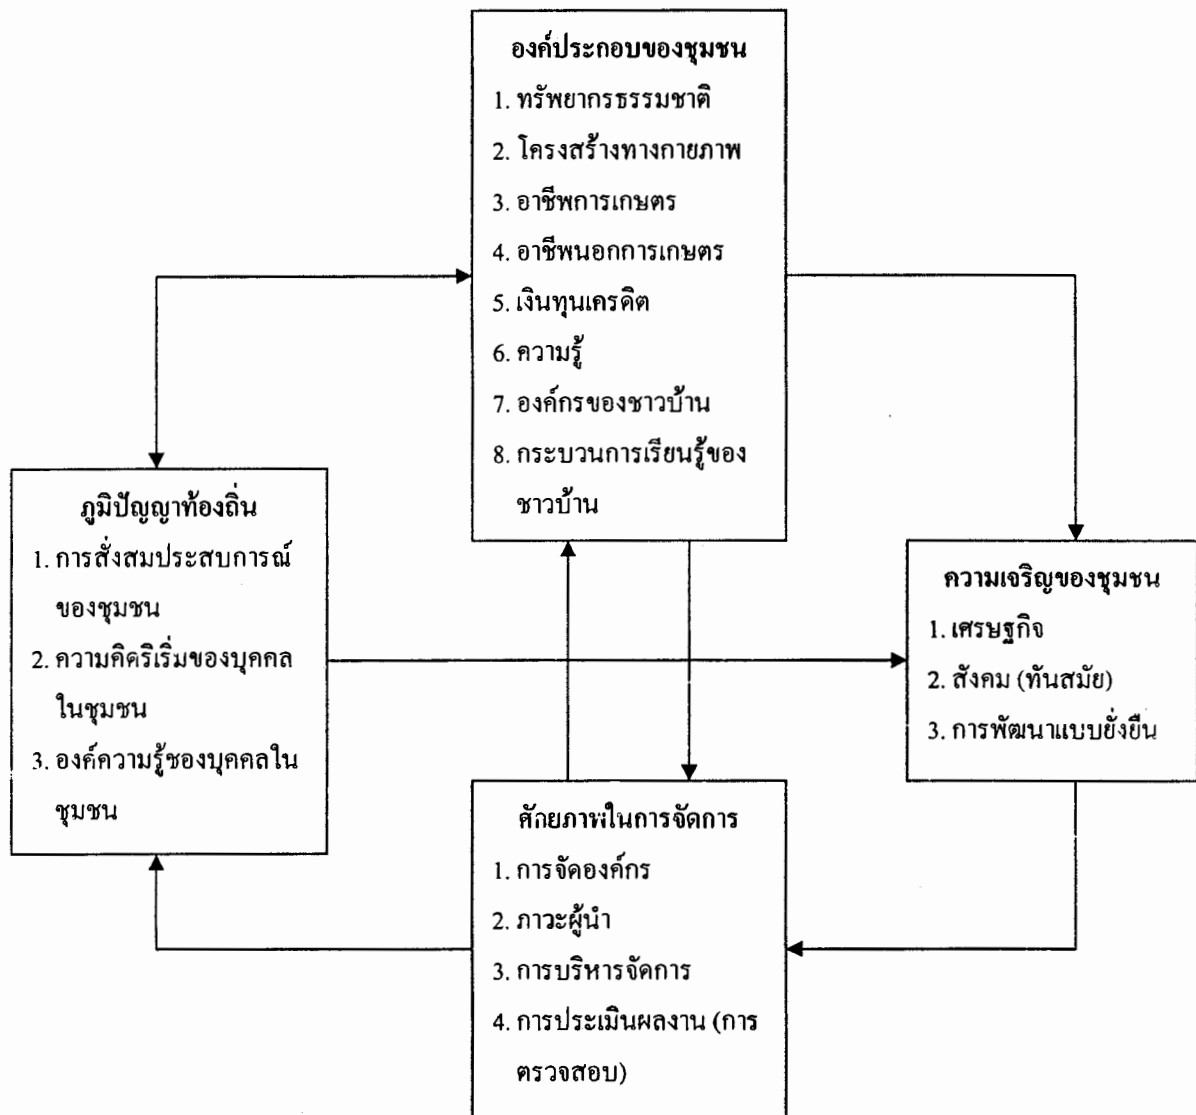 องค์ประกอบของชุมชน
1. ทรัพยากรธรรมชาติ
2. โครงสร้างทางกายภาพ
3. อาชีพการเกษตร
4. อาชีพนอกการเกษตร
5. เงินทุนเครดิต
6. ความรู้
7. องค์กรของชาวบ้าน
8. กระบวนการเรียนรู้ของ
ชาวบ้าน
ภูมิปัญญาท้องถิ่น
1. การสั่งสมประสบการณ์
ของชุมชน
2. ความคิดริเริ่มของบุคคล
ในชุมชน
3. องค์ความรู้ชองบุคคลใน
ชุมชน
ความเจริญของชุมชน
1. เศรษฐกิจ
2. สังคม (ทันสมัย)
3. การพัฒนาแบบยั่งยืน
ศักยภาพในการจัดการ
1. การจัดองค์กร
2. ภาวะผู้นำ
3. การบริหารจัดการ
4. การประเมินผลงาน (การ
ตรวจสอบ)